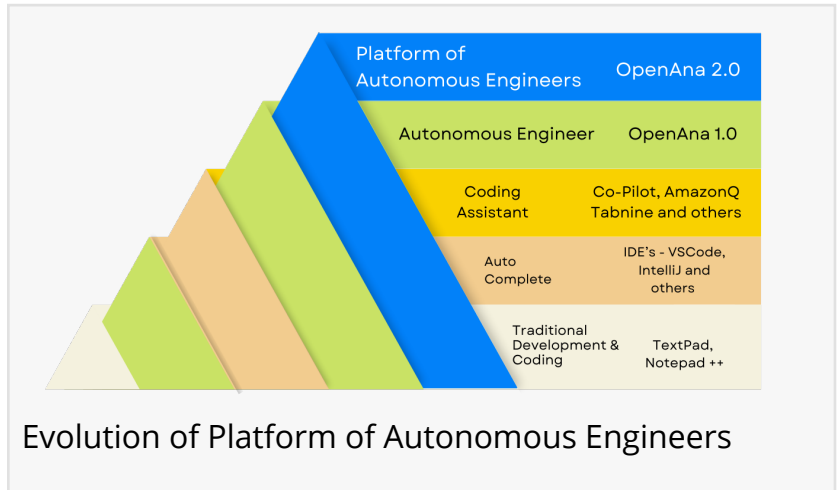 Platform of
Autonomous Engineers
OpenAna 2.0
Autonomous Engineer
OpenAna 1.0
Coding
Assistant
Co-Pilot, AmazonQ
Tabnine and others
Auto
Complete
IDE's - VSCode,
IntelliJ and
others
Traditional
Development &
Coding
TextPad,
Notepad ++
Evolution of Platform of Autonomous Engineers